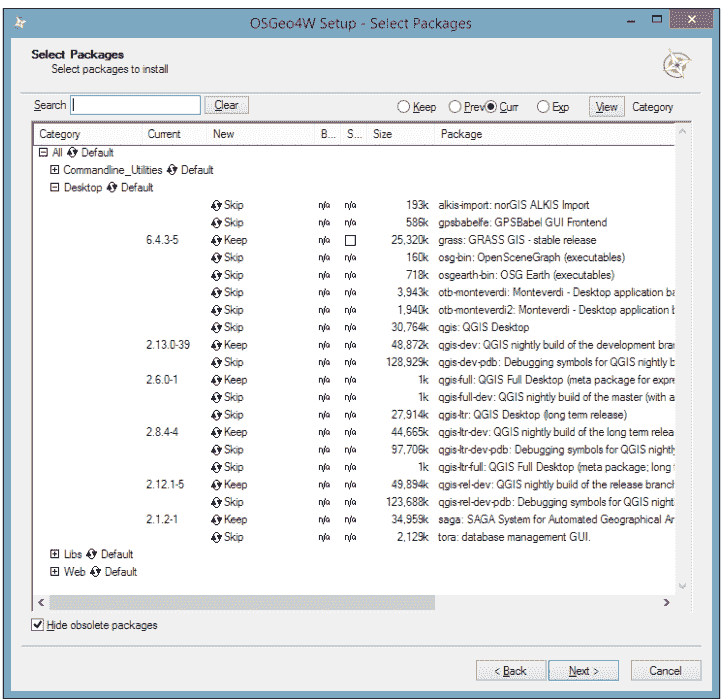 OSGeo4W Setup - Select Packages
Select Packages
Select packages to install
Search Clear Keep Prev Curr Exp View Category
Category Current New B... S... Size Package
All Default
Commandline_Utilities Default
Desktop Default
Skip n/a n/a 193k alkis-import: norGIS ALKIS Import
Skip n/a n/a 586k gpsbabelfe: GPSBabel GUI Frontend
6.4.3-5 Keep n/a 25,320k grass: GRASS GIS - stable release
Skip n/a n/a 160k osg-bin: OpenSceneGraph (executables)
Skip n/a n/a 718k osgearth-bin: OSG Earth (executables)
Skip n/a n/a 3,943k otb-monteverdi: Monteverdi - Desktop application ba
Skip n/a n/a 1,940k otb-monteverdi2: Monteverdi - Desktop application
Skip n/a n/a 30,764k qgis: QGIS Desktop
2.13.0-39 Keep n/a n/a 48,872k qgis-dev: QGIS nightly build of the development bran
Skip n/a n/a 128,929k qgis-dev-pdb: Debugging symbols for QGIS nightly b
2.6.0-1 Keep n/a n/a 1k qgis-full: QGIS Full Desktop (meta package for expre
Skip n/a n/a 1k qgis-full-dev: QGIS nightly build of the master (with a
Skip n/a n/a 27,914k qgis-ltr: QGIS Desktop (long term release)
2.8.4-4 Keep n/a n/a 44,665k qgis-ltr-dev: QGIS nightly build of the long term relea
Skip n/a n/a 97,706k qgis-ltr-dev-pdb: Debugging symbols for QGIS nightly
Skip n/a n/a 1k qgis-ltr-full: QGIS Full Desktop (meta package; long
2.12.1-5 Keep n/a n/a 49,894k qgis-rel-dev: QGIS nightly build of the release branch
Skip n/a n/a 123,688k qgis-rel-dev-pdb: Debugging symbols for QGIS night
2.1.2-1 Keep n/a n/a 34,959k saga: SAGA System for Automated Geographical Ar
Skip n/a n/a 2,129k tora: database management GUI.
Libs Default
Web Default
Hide obsolete packages
< Back Next > Cancel